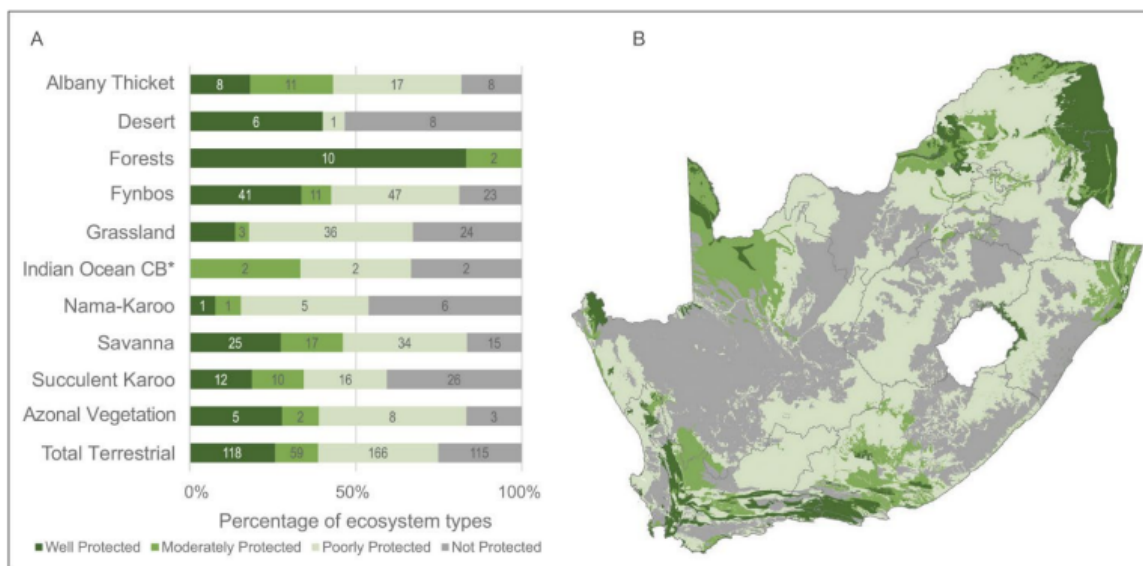 A
B
Albany Thicket 8 11 17 8
Desert 6 1 8
Forests 10 2
Fynbos 41 11 47 23
Grassland 3 36 24
Indian Ocean CB* 2 2 2
Nama-Karoo 1 1 5 6
Savanna 25 17 34 15
Succulent Karoo 12 10 16 26
Azonal Vegetation 5 2 8 3
Total Terrestrial 118 59 166 115
0% 50% 100%
Percentage of ecosystem types
Well Protected Moderately Protected Poorly Protected Not Protected